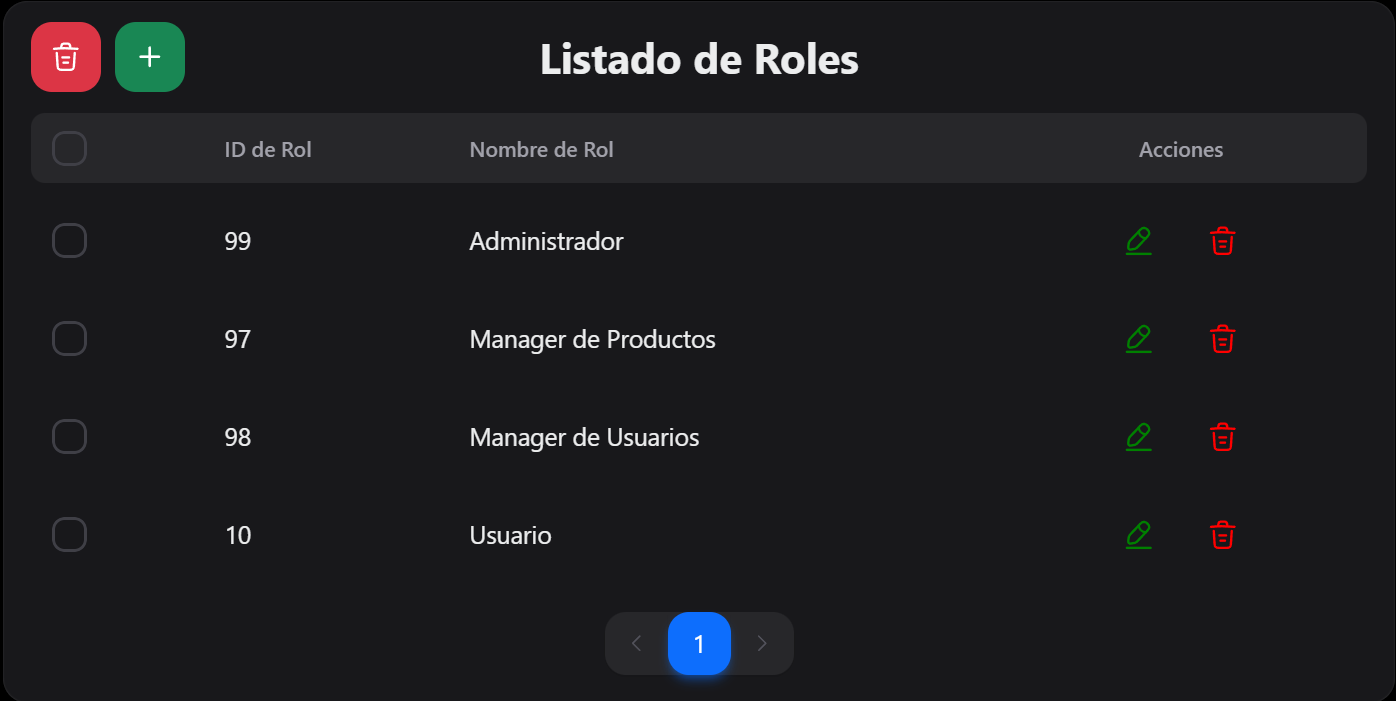 Listado de Roles
ID de Rol Nombre de Rol Acciones
99 Administrador
97 Manager de Productos
98 Manager de Usuarios
10 Usuario
1